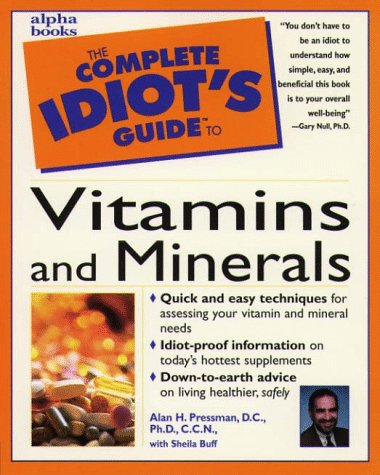 alpha
books
THE
COMPLETE
IDIOT'S
GUIDE™ TO
"You don't have to
be an idiot to
understand how
simple, easy, and
beneficial this book
is to your overall
well-being"
—Gary Null, Ph.D.
Vitamins
and Minerals
♦ Quick and easy techniques for
assessing your vitamin and mineral
needs
♦ Idiot-proof information on
today's hottest supplements
♦ Down-to-earth advice
on living healthier, safely
Alan H. Pressman, D.C.,
Ph.D., C.C.N.,
with Sheila Buff